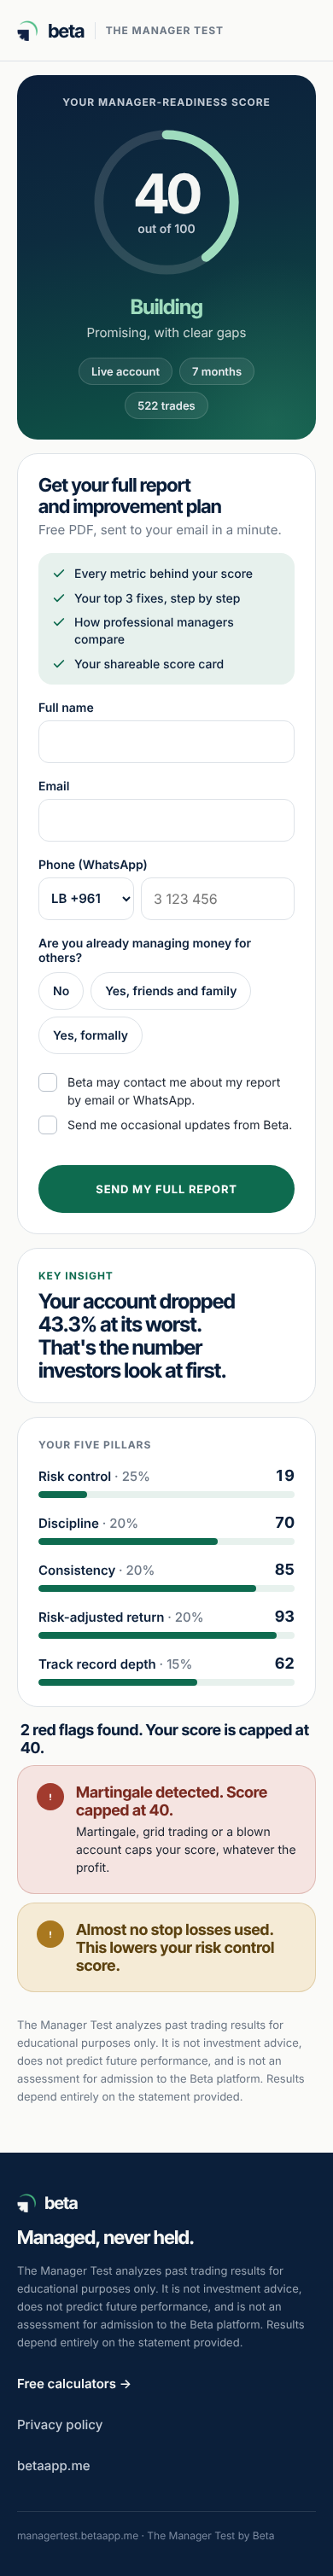 beta
THE MANAGER TEST
YOUR MANAGER-READINESS SCORE
40
out of 100
Building
Promising, with clear gaps
Live account
7 months
522 trades
Get your full report
and improvement plan
Free PDF, sent to your email in a minute.
Every metric behind your score
Your top 3 fixes, step by step
How professional managers
compare
Your shareable score card
Full name
Email
Phone (WhatsApp)
LB +961
3 123 456
Are you already managing money for
others?
No
Yes, friends and family
Yes, formally
Beta may contact me about my report
by email or WhatsApp.
Send me occasional updates from Beta.
SEND MY FULL REPORT
KEY INSIGHT
Your account dropped
43.3% at its worst.
That's the number
investors look at first.
YOUR FIVE PILLARS
Risk control · 25% 19
Discipline · 20% 70
Consistency · 20% 85
Risk-adjusted return · 20% 93
Track record depth · 15% 62
2 red flags found. Your score is capped at
40.
!
Martingale detected. Score
capped at 40.
Martingale, grid trading or a blown
account caps your score, whatever the
profit.
!
Almost no stop losses used.
This lowers your risk control
score.
The Manager Test analyzes past trading results for
educational purposes only. It is not investment advice,
does not predict future performance, and is not an
assessment for admission to the Beta platform. Results
depend entirely on the statement provided.
beta
Managed, never held.
The Manager Test analyzes past trading results for
educational purposes only. It is not investment advice,
does not predict future performance, and is not an
assessment for admission to the Beta platform. Results
depend entirely on the statement provided.
Free calculators →
Privacy policy
betaapp.me
managertest.betaapp.me · The Manager Test by Beta